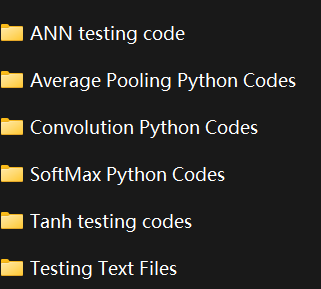 ANN testing code
Average Pooling Python Codes
Convolution Python Codes
SoftMax Python Codes
Tanh testing codes
Testing Text Files